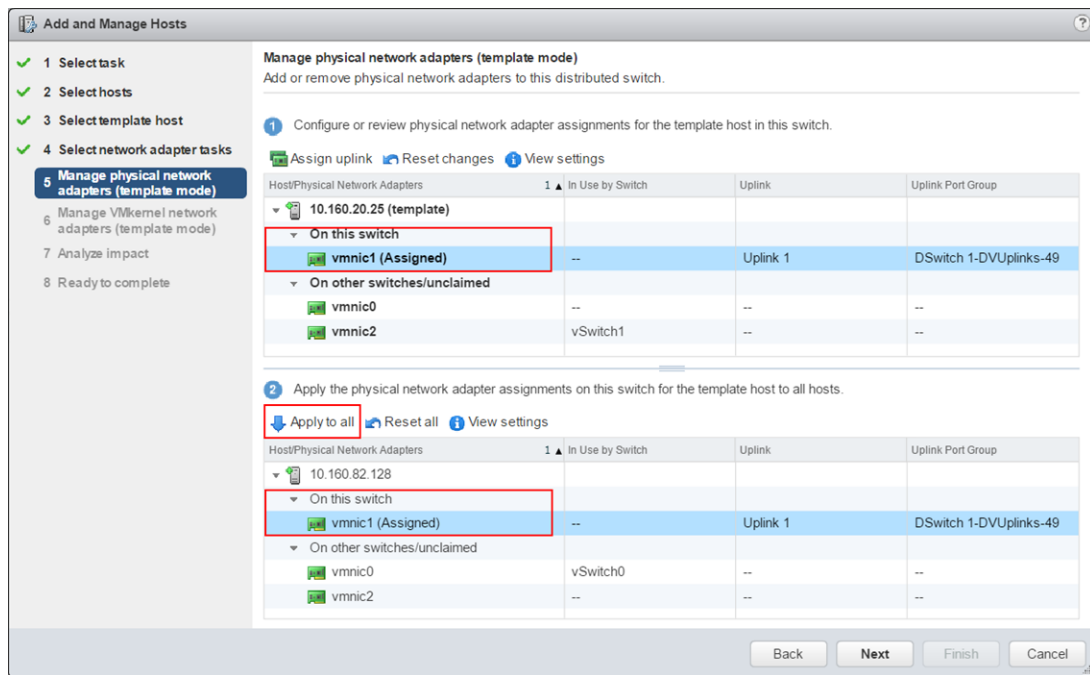 Add and Manage Hosts
?
1 Select task
2 Select hosts
3 Select template host
4 Select network adapter tasks
5 Manage physical network
adapters (template mode)
6 Manage VMkernel network
adapters (template mode)
7 Analyze impact
8 Ready to complete
Manage physical network adapters (template mode)
Add or remove physical network adapters to this distributed switch.
1 Configure or review physical network adapter assignments for the template host in this switch.
Assign uplink Reset changes View settings
Host/Physical Network Adapters 1 ▲ In Use by Switch Uplink Uplink Port Group
10.160.20.25 (template)
On this switch
vmnic1 (Assigned) -- Uplink 1 DSwitch 1-DVUplinks-49
On other switches/unclaimed
vmnic0 -- -- --
vmnic2 vSwitch1 -- --
2 Apply the physical network adapter assignments on this switch for the template host to all hosts.
Apply to all Reset all View settings
Host/Physical Network Adapters 1 ▲ In Use by Switch Uplink Uplink Port Group
10.160.82.128
On this switch
vmnic1 (Assigned) -- Uplink 1 DSwitch 1-DVUplinks-49
On other switches/unclaimed
vmnic0 vSwitch0 -- --
vmnic2 -- -- --
Back Next Finish Cancel